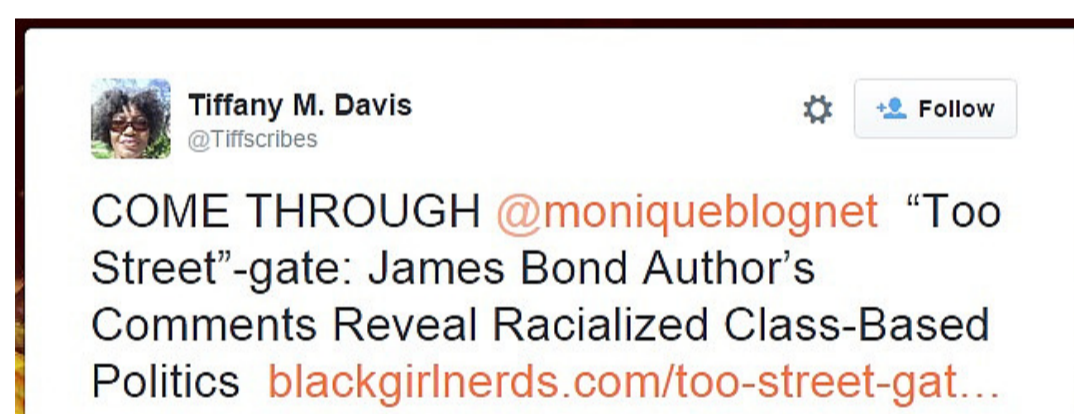 Tiffany M. Davis
@Tiffscribes
Follow
COME THROUGH @moniqueblognet “Too
Street”-gate: James Bond Author’s
Comments Reveal Racialized Class-Based
Politics blackgirlnerds.com/too-street-gat…